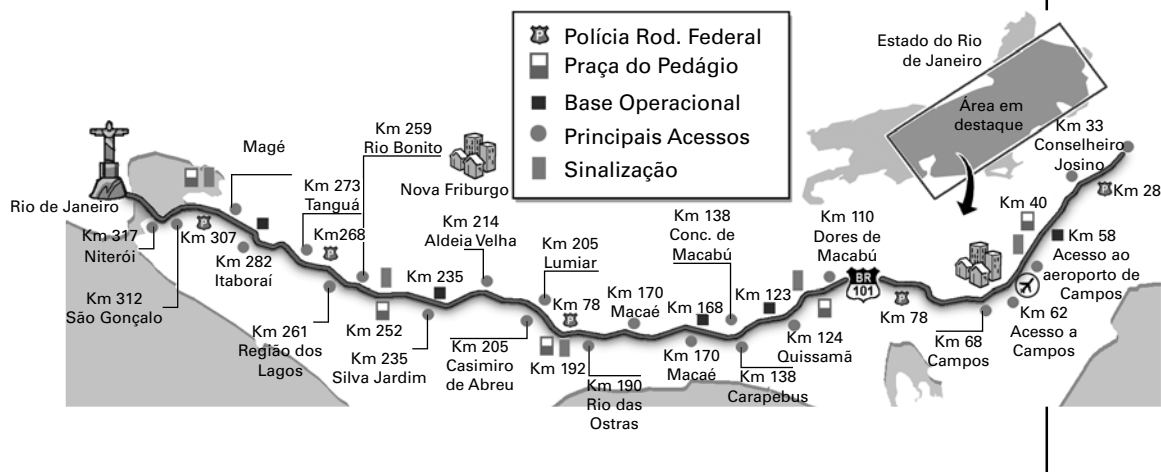 Polícia Rod. Federal
Praça do Pedágio
Base Operacional
Principais Acessos
Sinalização
Estado do Rio
de Janeiro
Área em
destaque
Rio de Janeiro
Km 317
Niterói
Km 312
São Gonçalo
Km 307
Magé
Km 282
Itaboraí
Km 273
Tanguá
Km268
Km 261
Região dos
Lagos
Km 259
Rio Bonito
Nova Friburgo
Km 252
Km 235
Km 235
Silva Jardim
Km 214
Aldeia Velha
Km 205
Casimiro
de Abreu
Km 205
Lumiar
Km 78
Km 192
Km 190
Rio das
Ostras
Km 170
Macaé
Km 170
Macaé
Km 168
Km 138
Conc. de
Macabú
Km 138
Carapebus
Km 123
Km 124
Quissamã
Km 110
Dores de
Macabú
BR
101
Km 78
Km 68
Campos
Km 62
Acesso a
Campos
Km 58
Acesso ao
aeroporto de
Campos
Km 40
Km 33
Conselheiro
Josino
Km 28